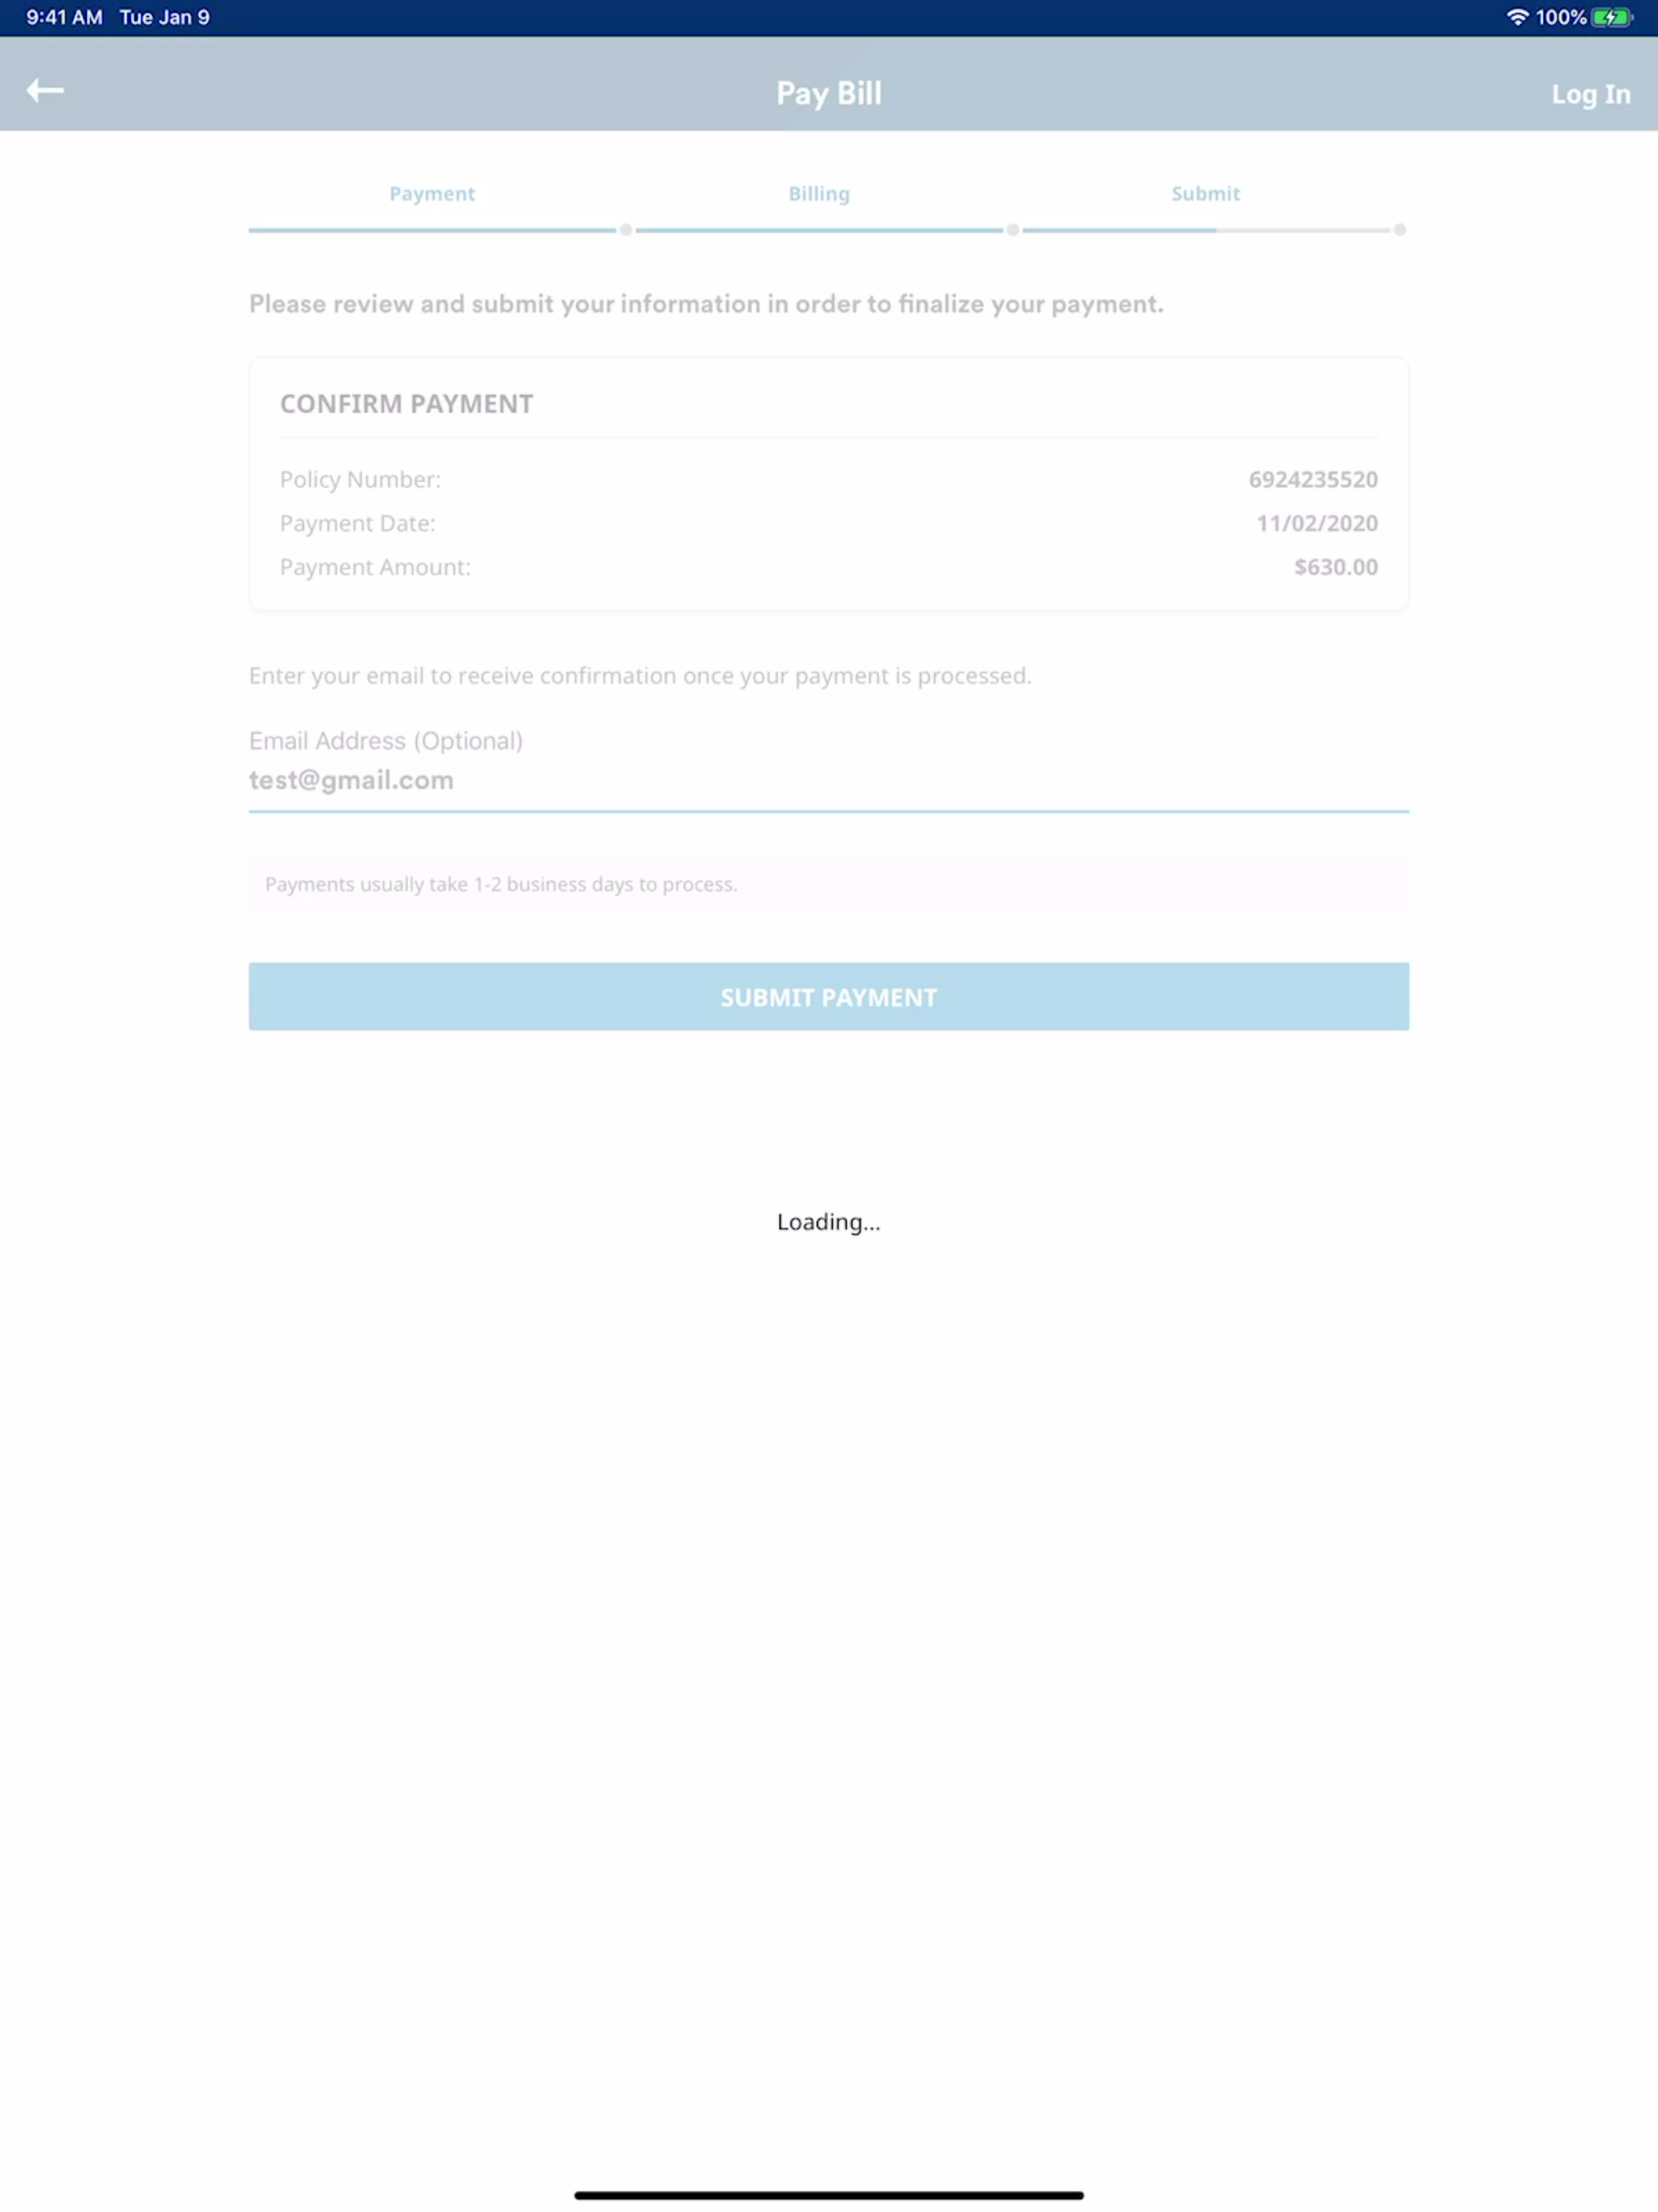 9:41 AM Tue Jan 9 100%
Pay Bill Log In
Payment Billing Submit
Please review and submit your information in order to finalize your payment.
CONFIRM PAYMENT
Policy Number: 6924235520
Payment Date: 11/02/2020
Payment Amount: $630.00
Enter your email to receive confirmation once your payment is processed.
Email Address (Optional)
test@gmail.com
Payments usually take 1-2 business days to process.
SUBMIT PAYMENT
Loading...